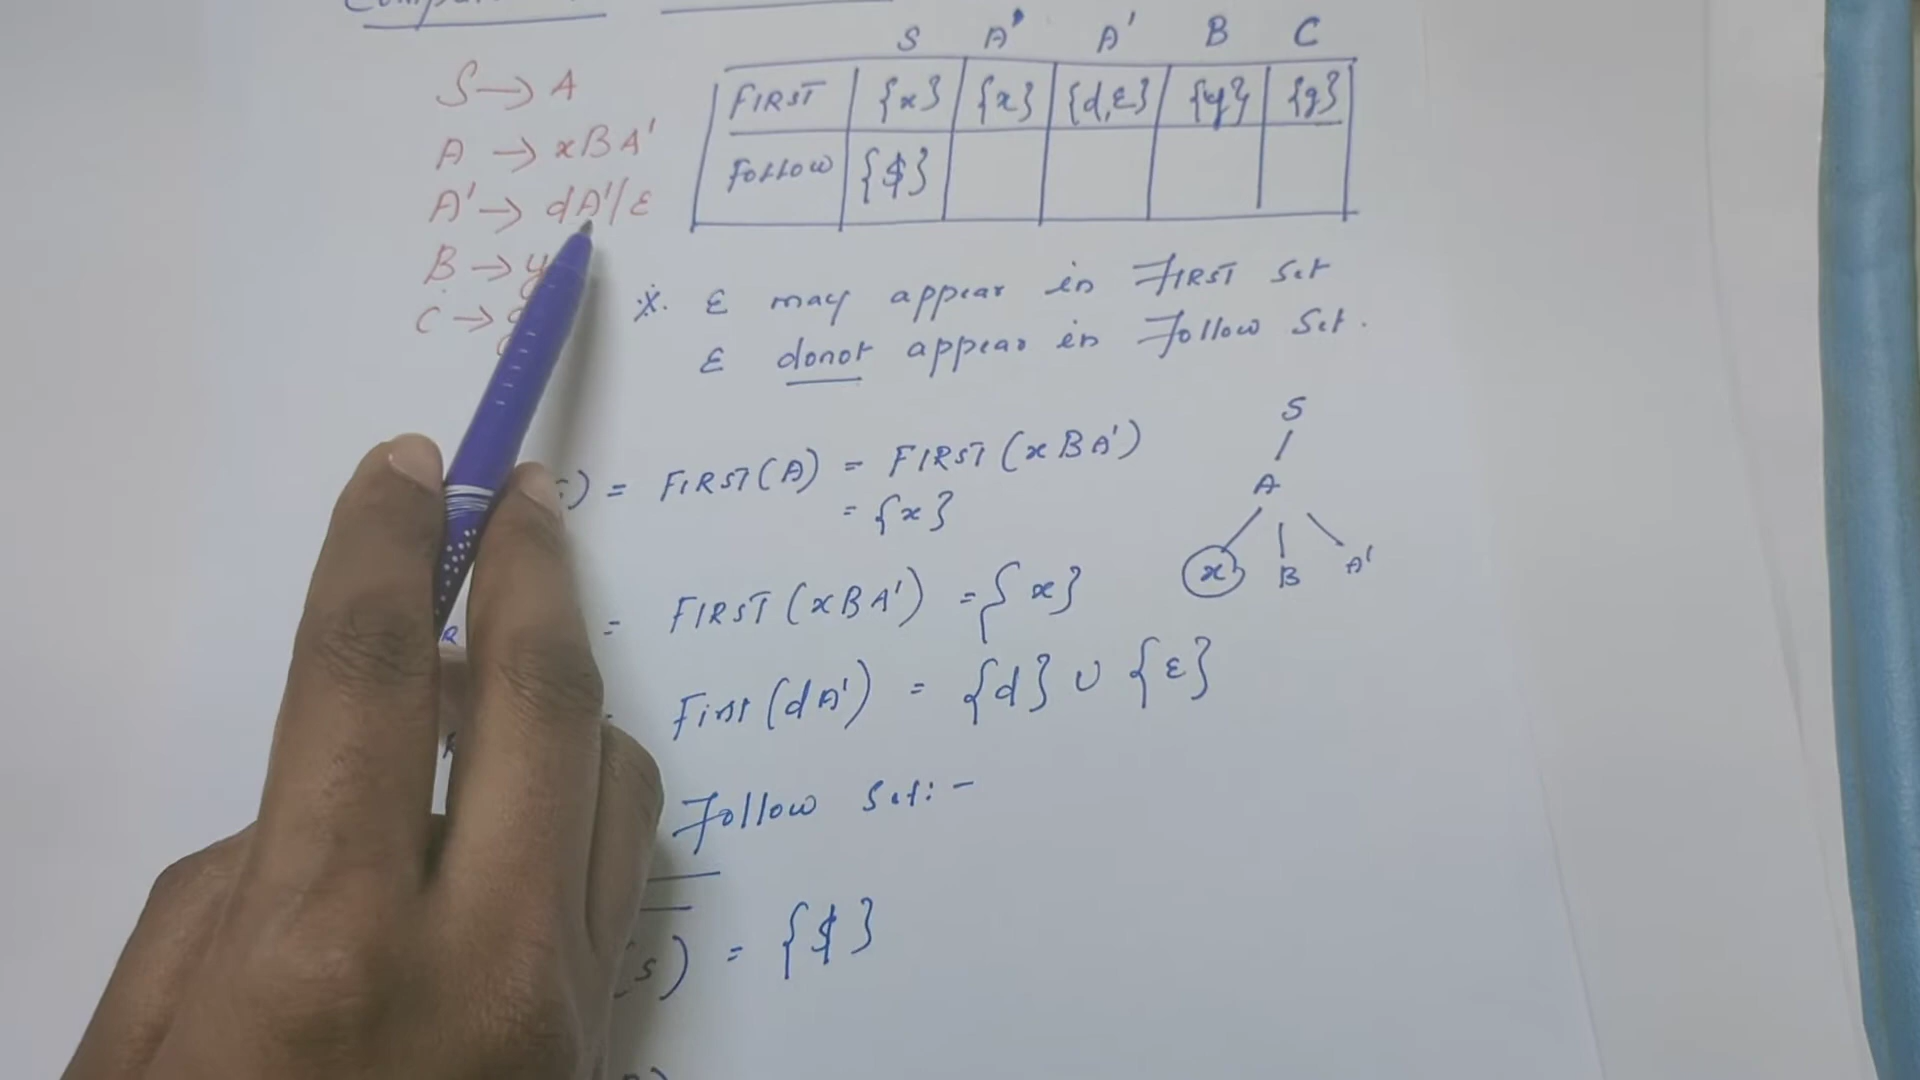 S → A
A → xBA'
A' → dA'/ε
B → y
C →
S A' A' B C
FIRST {x} {x} {d,ε} {y} {g}
Follow {$}
※. ε may appear in FIRST Set
ε donot appear in Follow Set.
) = FIRST(A) = FIRST(xBA')
= {x}
= FIRST(xBA') = {x}
First(dA') = {d} ∪ {ε}
S
A
x B A'
Follow Set:-
(s) = {$}